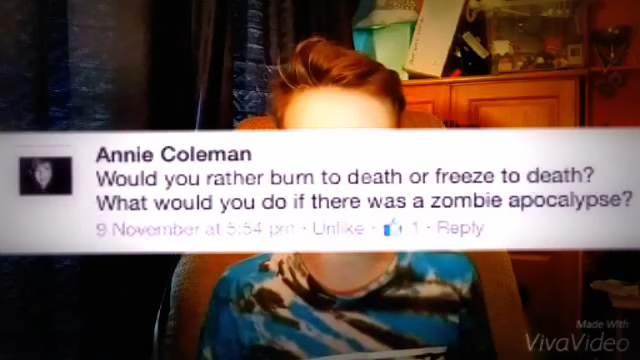 Annie Coleman
Would you rather burn to death or freeze to death?
What would you do if there was a zombie apocalypse?
9 November at 5:54 pm · Unlike · 1 · Reply
Made With
VivaVideo